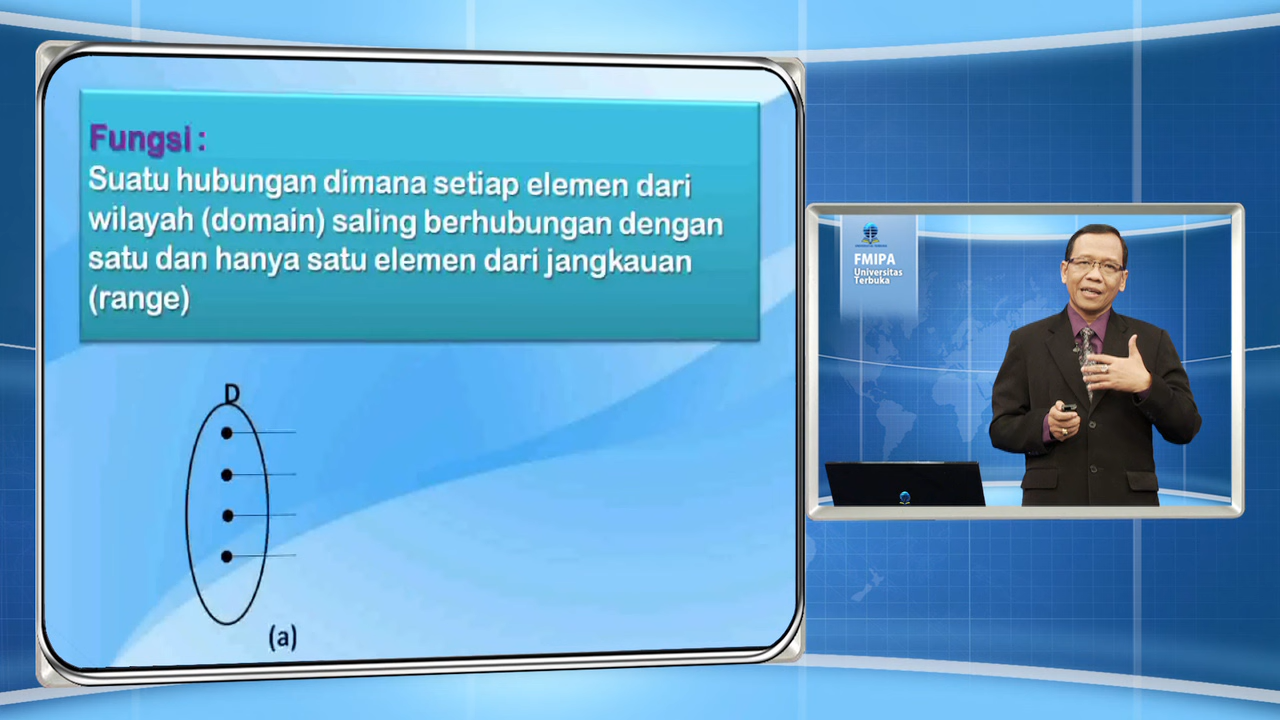 Fungsi :
Suatu hubungan dimana setiap elemen dari
wilayah (domain) saling berhubungan dengan
satu dan hanya satu elemen dari jangkauan
(range)
D
(a)
FMIPA
Universitas
Terbuka